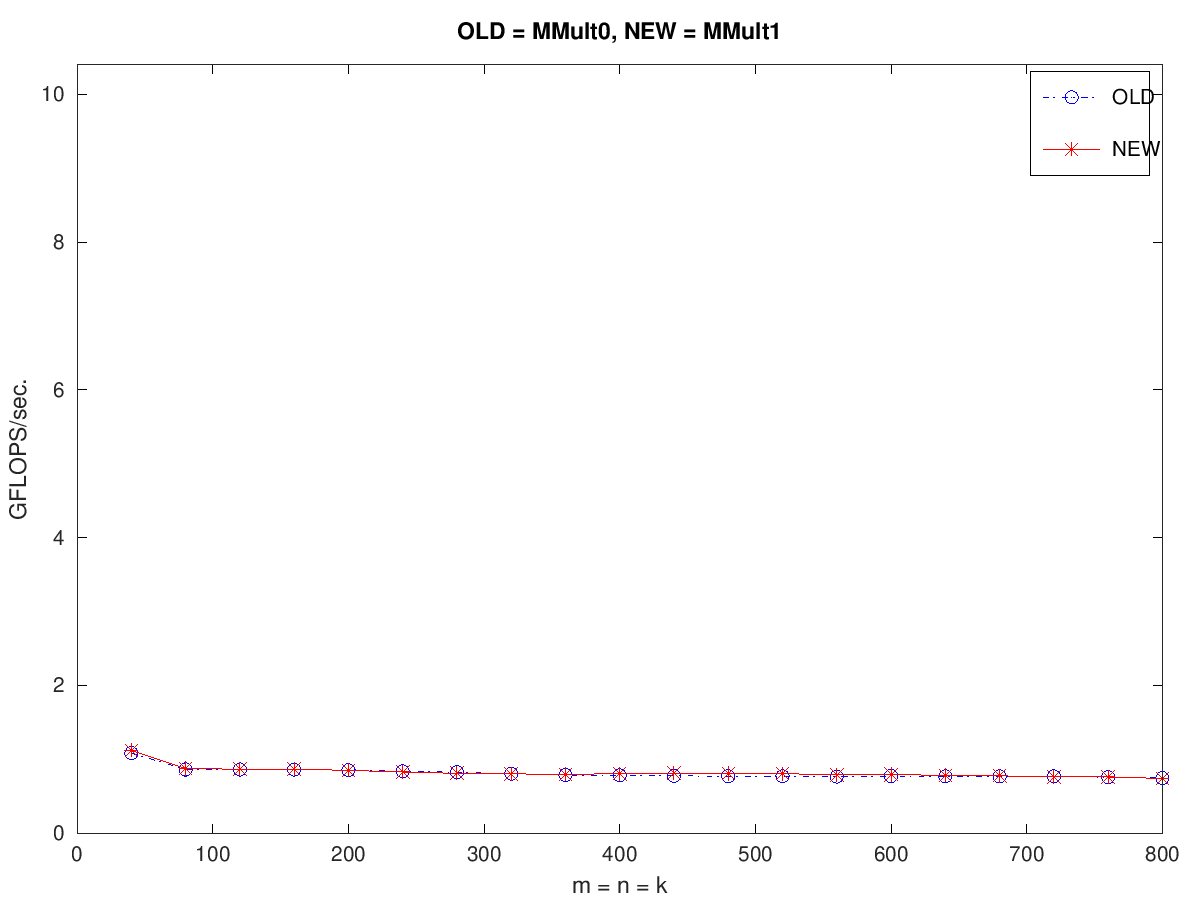 OLD = MMult0, NEW = MMult1
10
8
6
4
2
0
GFLOPS/sec.
OLD
NEW
0 100 200 300 400 500 600 700 800
m = n = k